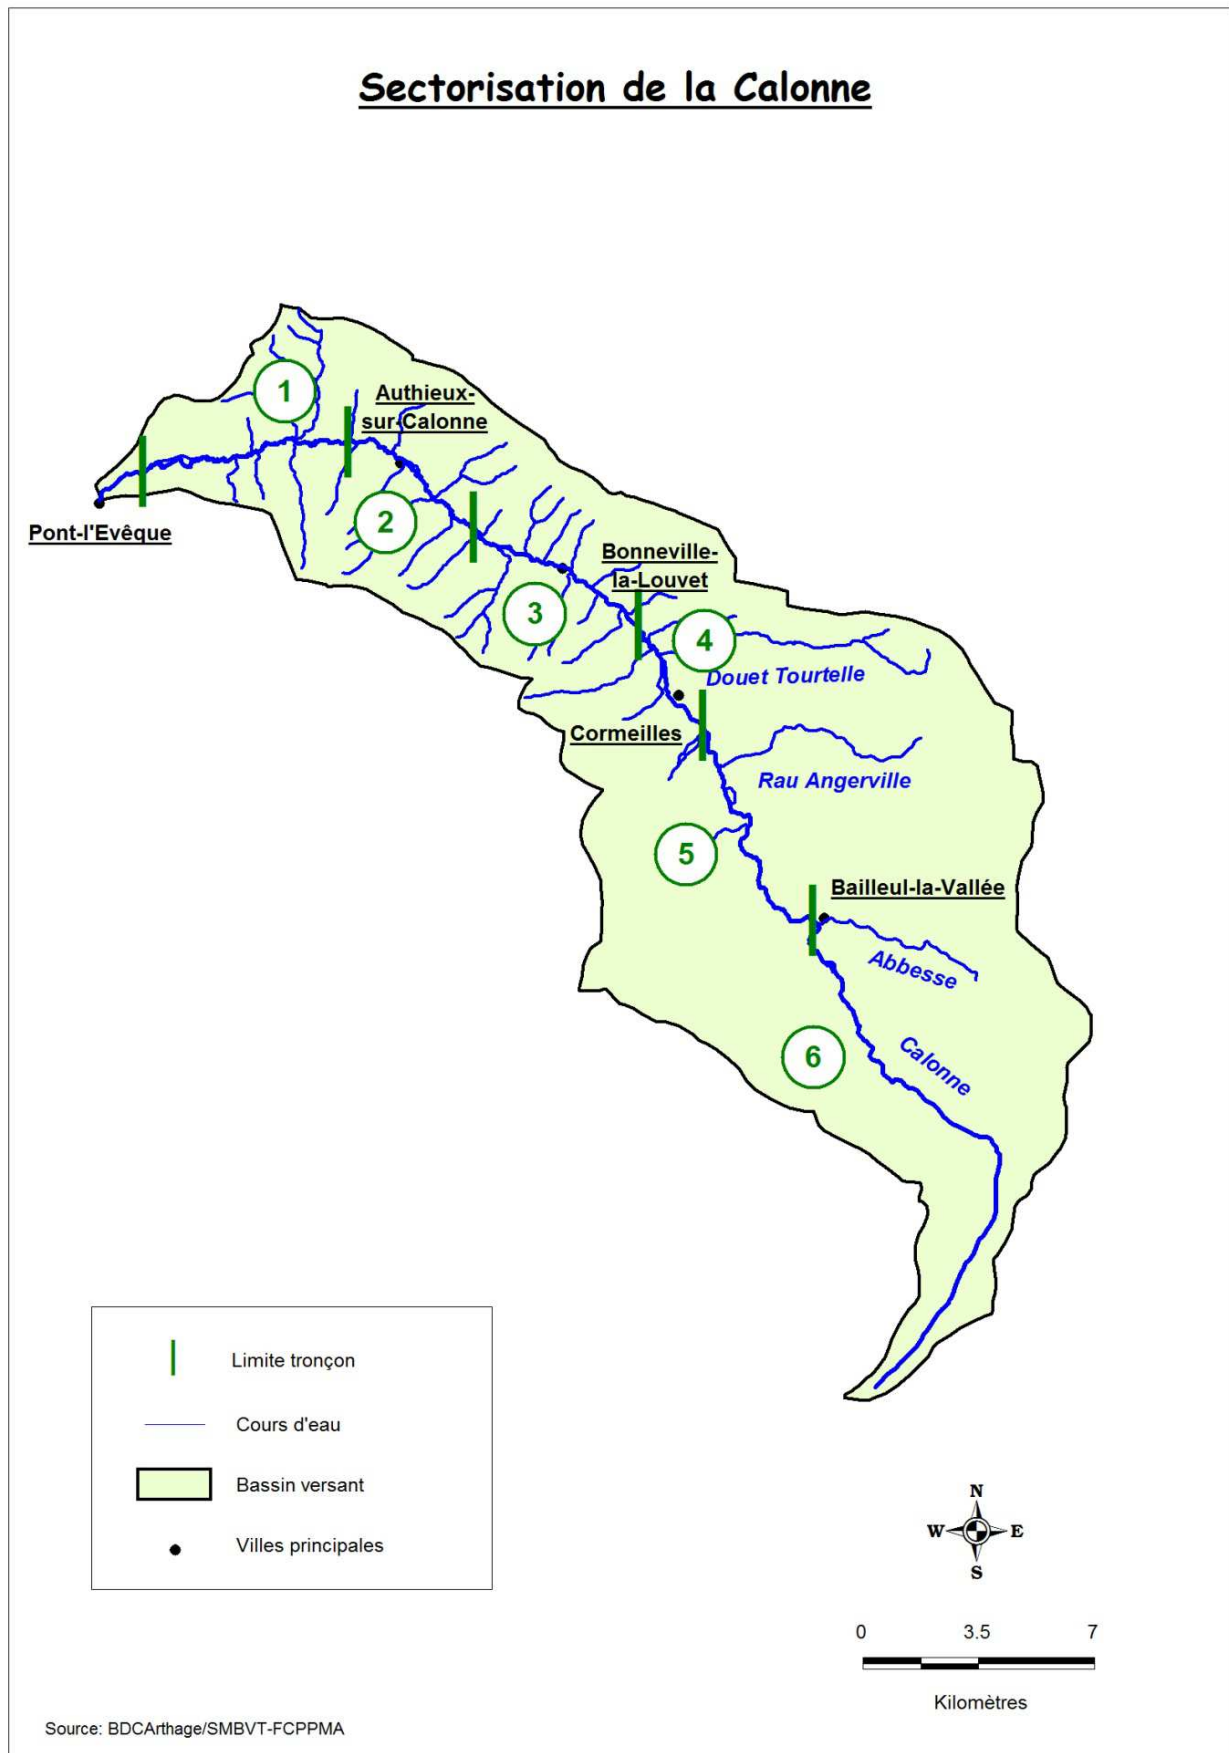 Sectorisation de la Calonne
1
Authieux-
sur-Calonne
2
Pont-l'Evêque
Bonneville-
la-Louvet
3
4
Douet Tourtelle
Cormeilles
Rau Angerville
5
Bailleul-la-Vallée
Abbesse
Calonne
6
Limite tronçon
Cours d'eau
Bassin versant
Villes principales
N
W E
S
0 3.5 7
Kilomètres
Source: BDCArthage/SMBVT-FCPPMA